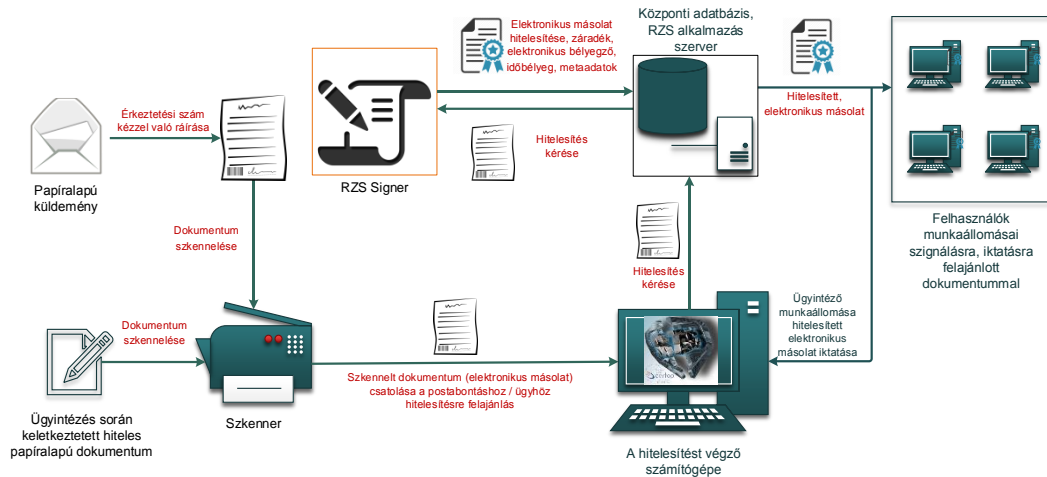 Elektronikus másolat
hitelesítése, záradék,
elektronikus bélyegző,
időbélyeg, metaadatok
Központi adatbázis,
RZS alkalmazás
szerver
Érkeztetési szám
kézzel való ráírása
Hitelesítés
kérése
Hitelesített,
elektronikus másolat
Papíralapú
küldemény
RZS Signer
Felhasználók
munkaállomásai
szignálásra, iktatásra
felajánlott
dokumentummal
Dokumentum
szkennelése
Hitelesítés
kérése
Ügyintéző
munkaállomása
hitelesített
elektronikus
másolat iktatása
Dokumentum
szkennelése
Szkennelt dokumentum (elektronikus másolat)
csatolása a postabontáshoz / ügyhöz
hitelesítésre felajánlás
Ügyintézés során
keletkeztetett hiteles
papíralapú dokumentum
Szkenner
A hitelesítést végző
számítógépe